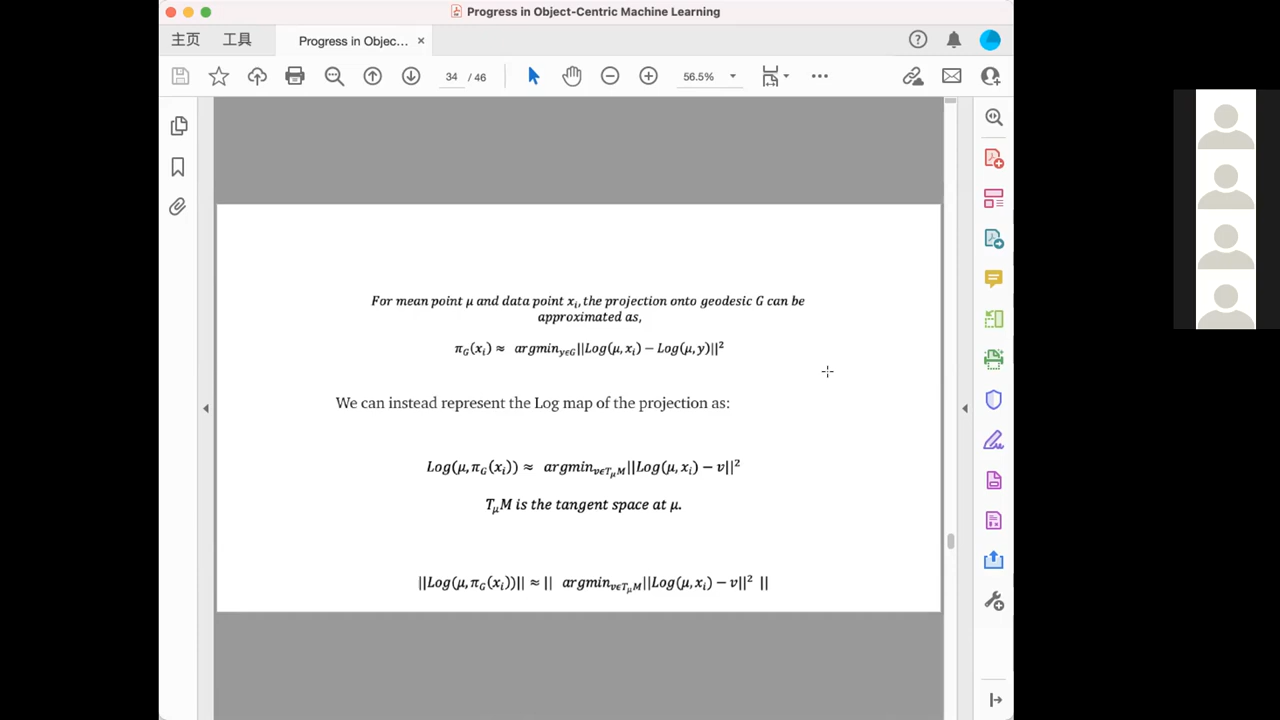 Progress in Object-Centric Machine Learning
主页 工具 Progress in Objec... ×
34 / 46 56.5%
For mean point μ and data point xᵢ, the projection onto geodesic G can be
approximated as,
π_G(xᵢ) ≈ argmin_{yϵG}||Log(μ, xᵢ) − Log(μ, y)||²
We can instead represent the Log map of the projection as:
Log(μ, π_G(xᵢ)) ≈ argmin_{vϵT_μM}||Log(μ, xᵢ) − v||²
T_μM is the tangent space at μ.
||Log(μ, π_G(xᵢ))|| ≈ || argmin_{vϵT_μM}||Log(μ, xᵢ) − v||² ||